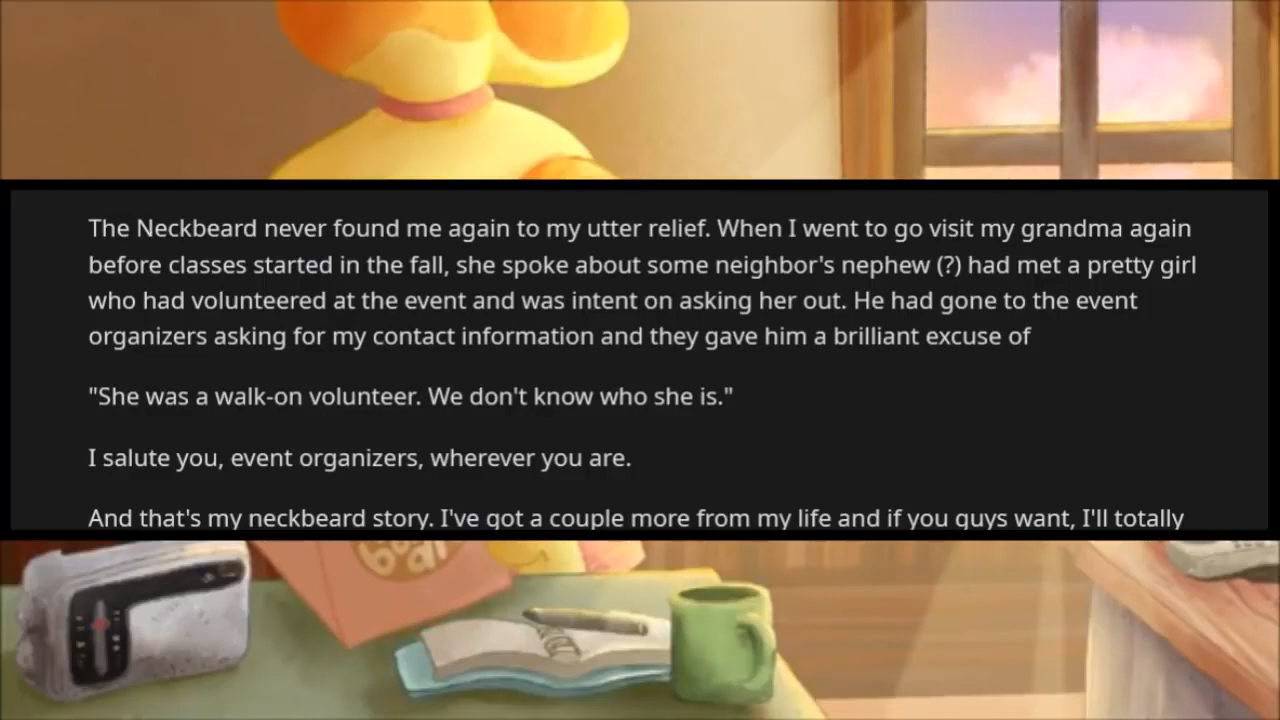 The Neckbeard never found me again to my utter relief. When I went to go visit my grandma again
before classes started in the fall, she spoke about some neighbor's nephew (?) had met a pretty girl
who had volunteered at the event and was intent on asking her out. He had gone to the event
organizers asking for my contact information and they gave him a brilliant excuse of
"She was a walk-on volunteer. We don't know who she is."
I salute you, event organizers, wherever you are.
And that's my neckbeard story. I've got a couple more from my life and if you guys want, I'll totally